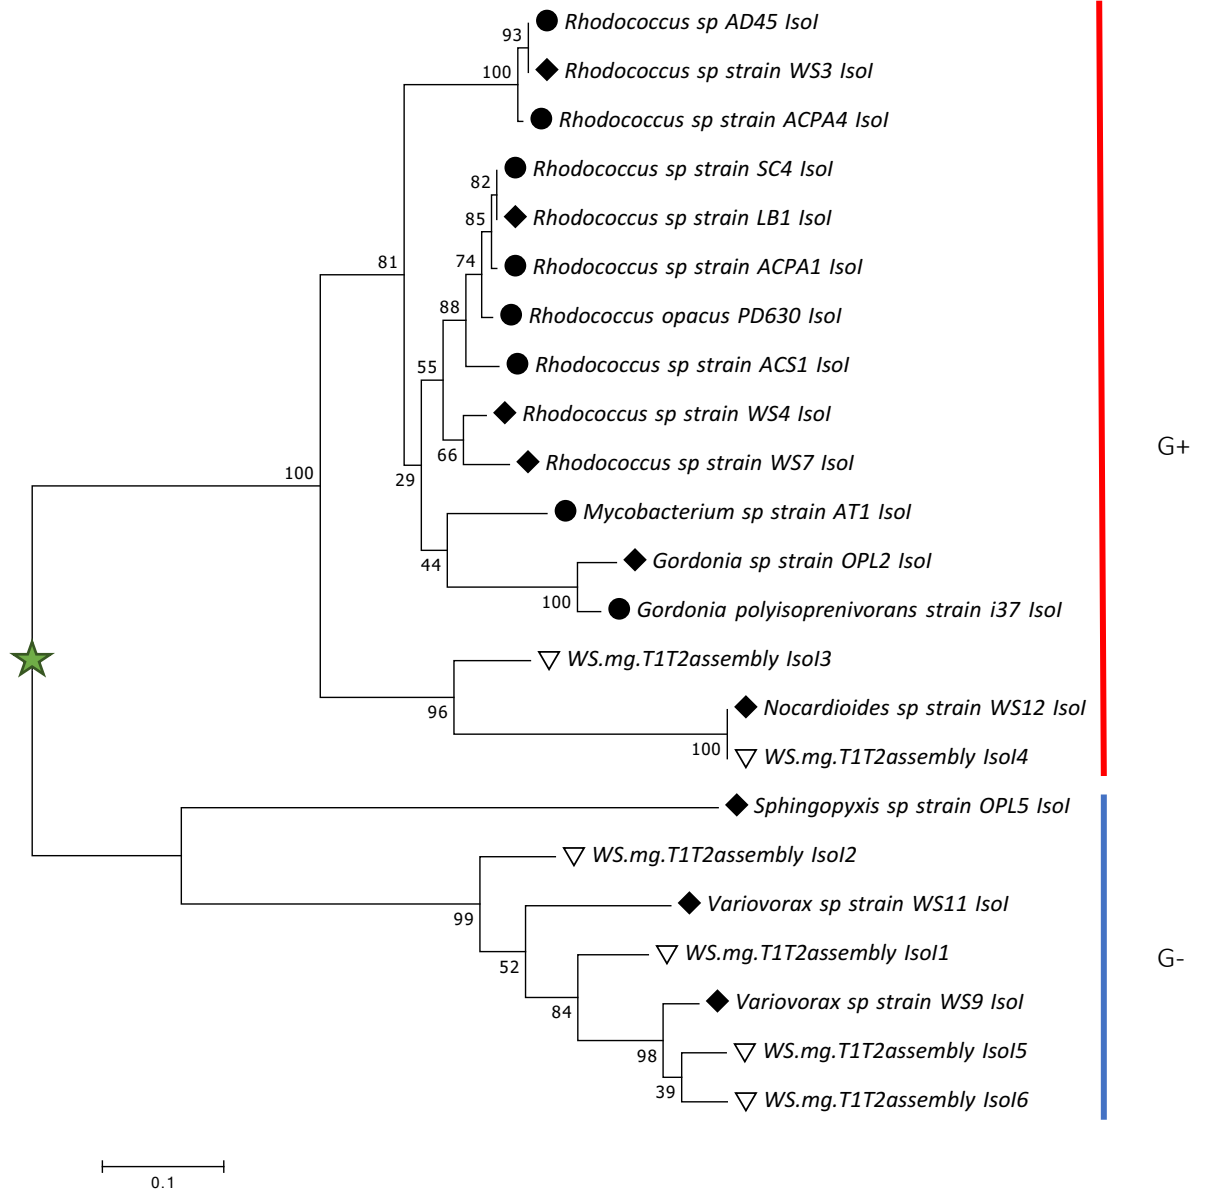 93
Rhodococcus sp AD45 IsoI
100
Rhodococcus sp strain WS3 IsoI
Rhodococcus sp strain ACPA4 IsoI
82
Rhodococcus sp strain SC4 IsoI
85
Rhodococcus sp strain LB1 IsoI
81
74
Rhodococcus sp strain ACPA1 IsoI
88
Rhodococcus opacus PD630 IsoI
55
Rhodococcus sp strain ACS1 IsoI
Rhodococcus sp strain WS4 IsoI
66
G+
100
29
Rhodococcus sp strain WS7 IsoI
Mycobacterium sp strain AT1 IsoI
44
Gordonia sp strain OPL2 IsoI
100
Gordonia polyisoprenivorans strain i37 IsoI
WS.mg.T1T2assembly IsoI3
96
Nocardioides sp strain WS12 IsoI
100
WS.mg.T1T2assembly IsoI4
Sphingopyxis sp strain OPL5 IsoI
WS.mg.T1T2assembly IsoI2
99
Variovorax sp strain WS11 IsoI
52
WS.mg.T1T2assembly IsoI1
G-
84
Variovorax sp strain WS9 IsoI
98
WS.mg.T1T2assembly IsoI5
39
WS.mg.T1T2assembly IsoI6
0.1